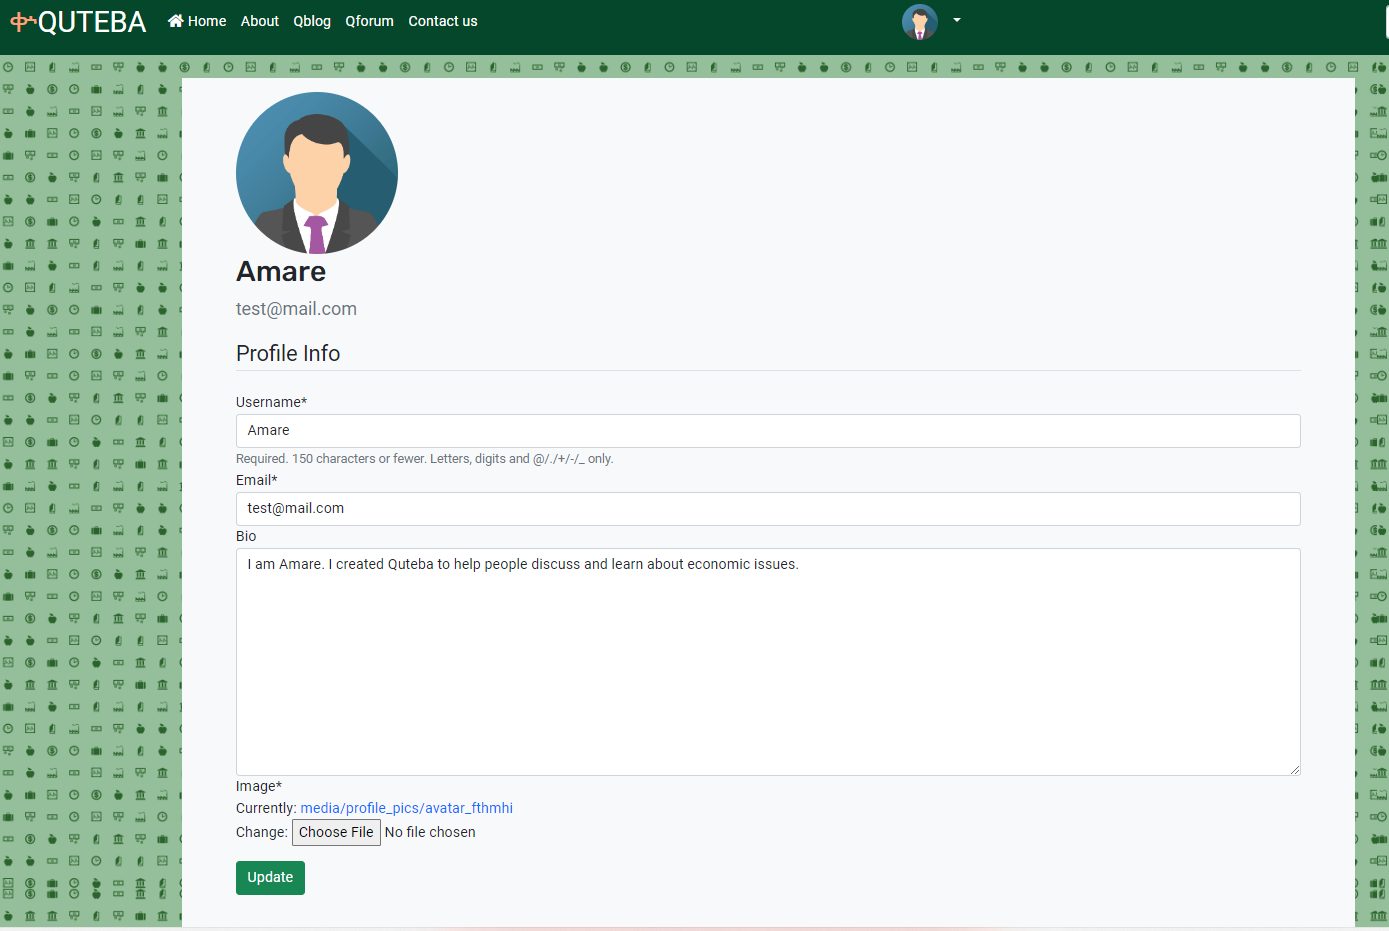 ቁ QUTEBA
Home About Qblog Qforum Contact us
Amare
test@mail.com
Profile Info
Username*
Amare
Required. 150 characters or fewer. Letters, digits and @/./+/-/_ only.
Email*
test@mail.com
Bio
I am Amare. I created Quteba to help people discuss and learn about economic issues.
Image*
Currently: media/profile_pics/avatar_fthmhi
Change: Choose File No file chosen
Update